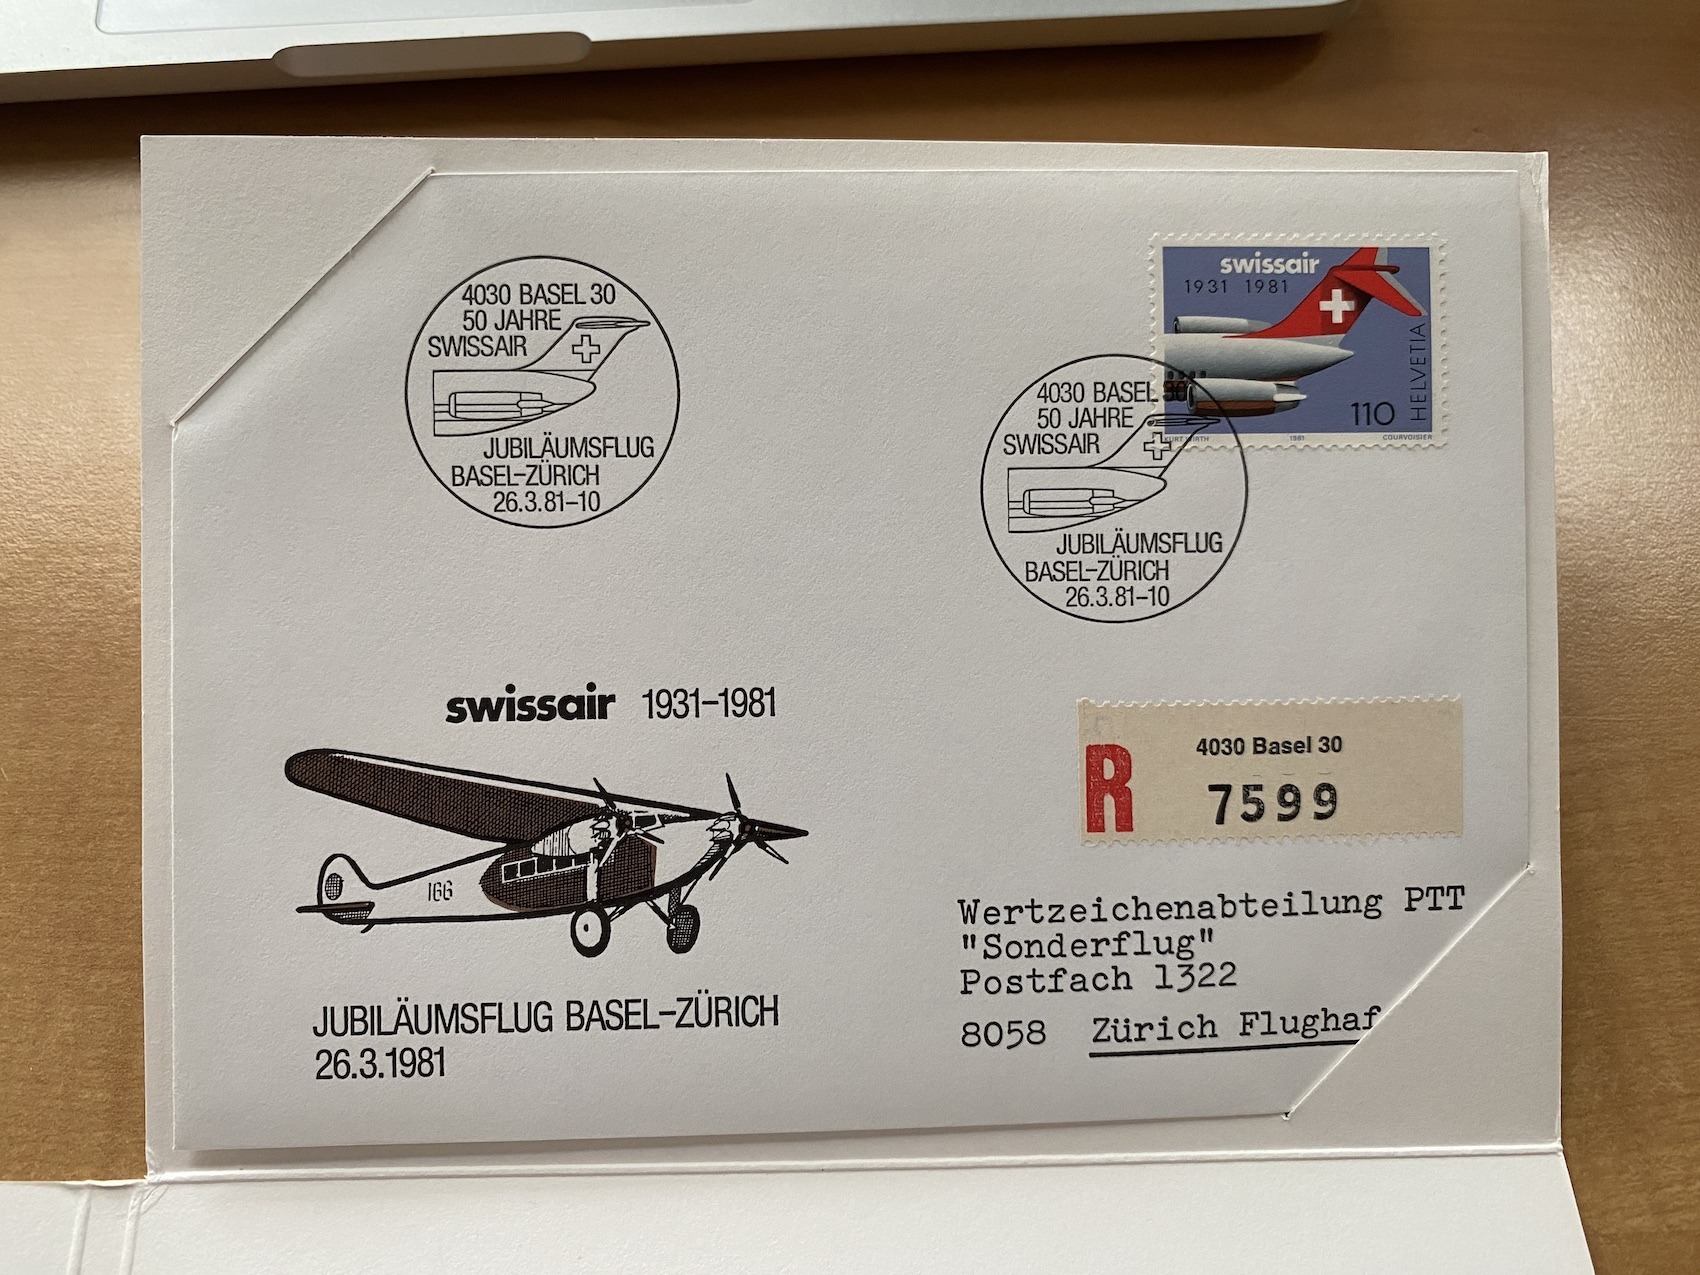 4030 BASEL 30
50 JAHRE
SWISSAIR
JUBILÄUMSFLUG
BASEL–ZÜRICH
26.3.81–10
swissair
1931 1981
HELVETIA
110
KURT WIRTH 1981 COURVOISIER
4030 BASEL 30
50 JAHRE
SWISSAIR
JUBILÄUMSFLUG
BASEL–ZÜRICH
26.3.81–10
swissair 1931–1981
166
JUBILÄUMSFLUG BASEL–ZÜRICH
26.3.1981
R
4030 Basel 30
7599
Wertzeichenabteilung PTT
"Sonderflug"
Postfach 1322
8058 Zürich Flughaf